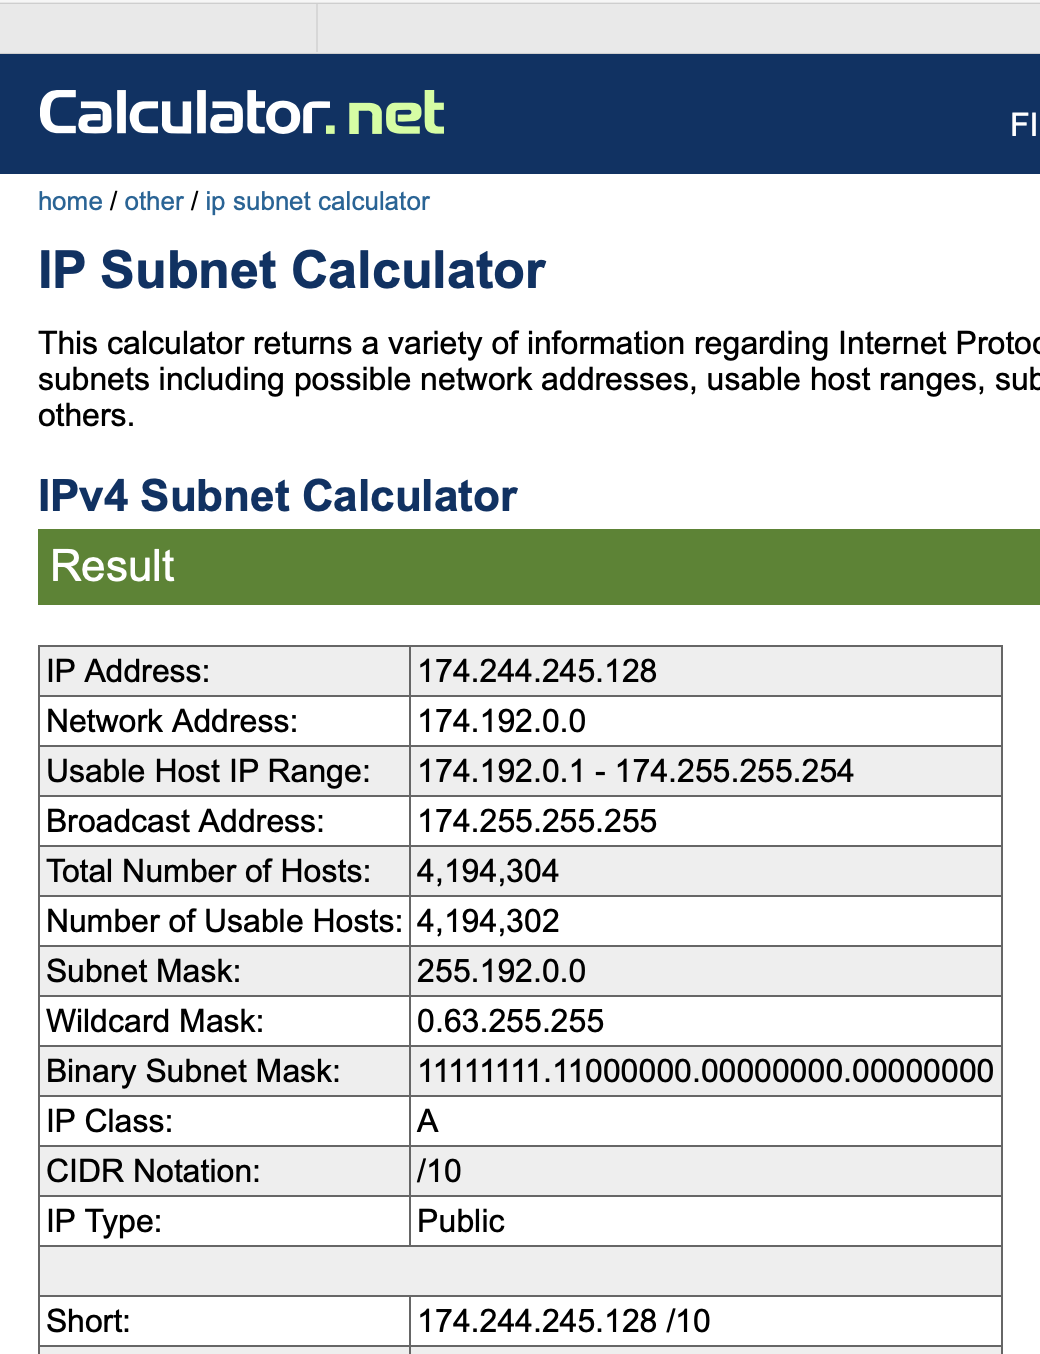 Calculator.net
FI
home / other / ip subnet calculator
IP Subnet Calculator
This calculator returns a variety of information regarding Internet Protoc
subnets including possible network addresses, usable host ranges, sub
others.
IPv4 Subnet Calculator
Result
IP Address: 174.244.245.128
Network Address: 174.192.0.0
Usable Host IP Range: 174.192.0.1 - 174.255.255.254
Broadcast Address: 174.255.255.255
Total Number of Hosts: 4,194,304
Number of Usable Hosts: 4,194,302
Subnet Mask: 255.192.0.0
Wildcard Mask: 0.63.255.255
Binary Subnet Mask: 11111111.11000000.00000000.00000000
IP Class: A
CIDR Notation: /10
IP Type: Public
Short: 174.244.245.128 /10